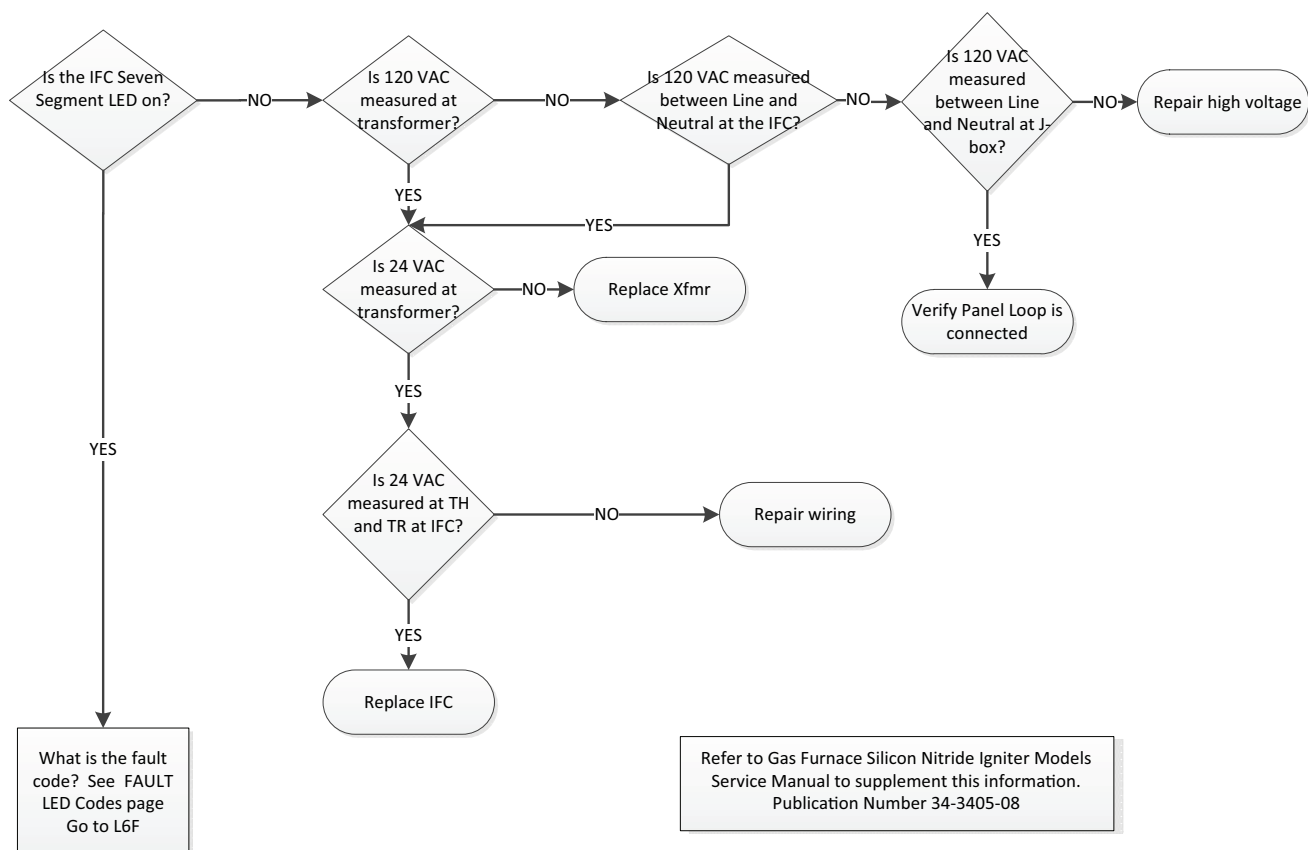 Is the IFC Seven
Segment LED on?
NO
Is 120 VAC
measured at
transformer?
NO
Is 120 VAC measured
between Line and
Neutral at the IFC?
NO
Is 120 VAC
measured
between Line
and Neutral at J-
box?
NO
Repair high voltage
YES
YES
YES
Is 24 VAC
measured at
transformer?
NO
Replace Xfmr
Verify Panel Loop is
connected
YES
YES
Is 24 VAC
measured at TH
and TR at IFC?
NO
Repair wiring
YES
Replace IFC
What is the fault
code?  See  FAULT
LED Codes page
Go to L6F
Refer to Gas Furnace Silicon Nitride Igniter Models
Service Manual to supplement this information.
Publication Number 34-3405-08